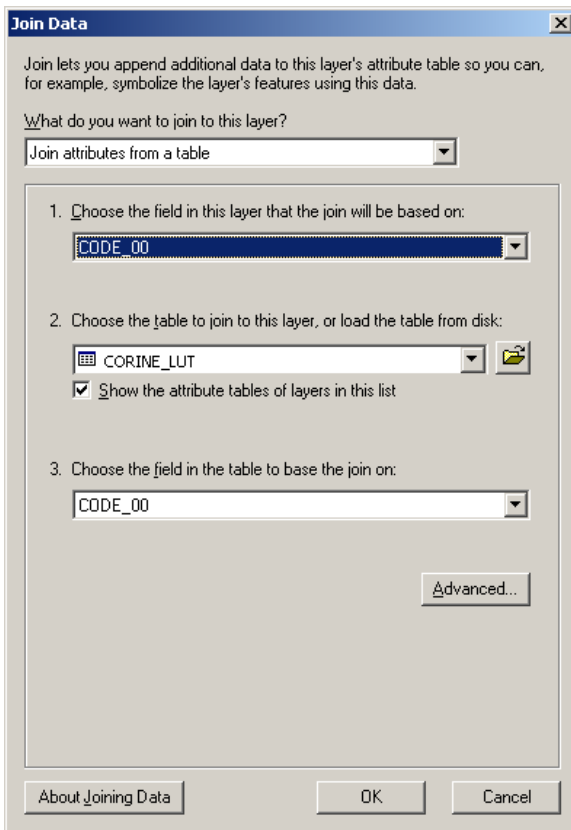 Join Data
Join lets you append additional data to this layer's attribute table so you can,
for example, symbolize the layer's features using this data.
What do you want to join to this layer?
Join attributes from a table
1. Choose the field in this layer that the join will be based on:
CODE_00
2. Choose the table to join to this layer, or load the table from disk:
CORINE_LUT
Show the attribute tables of layers in this list
3. Choose the field in the table to base the join on:
CODE_00
Advanced...
About Joining Data OK Cancel